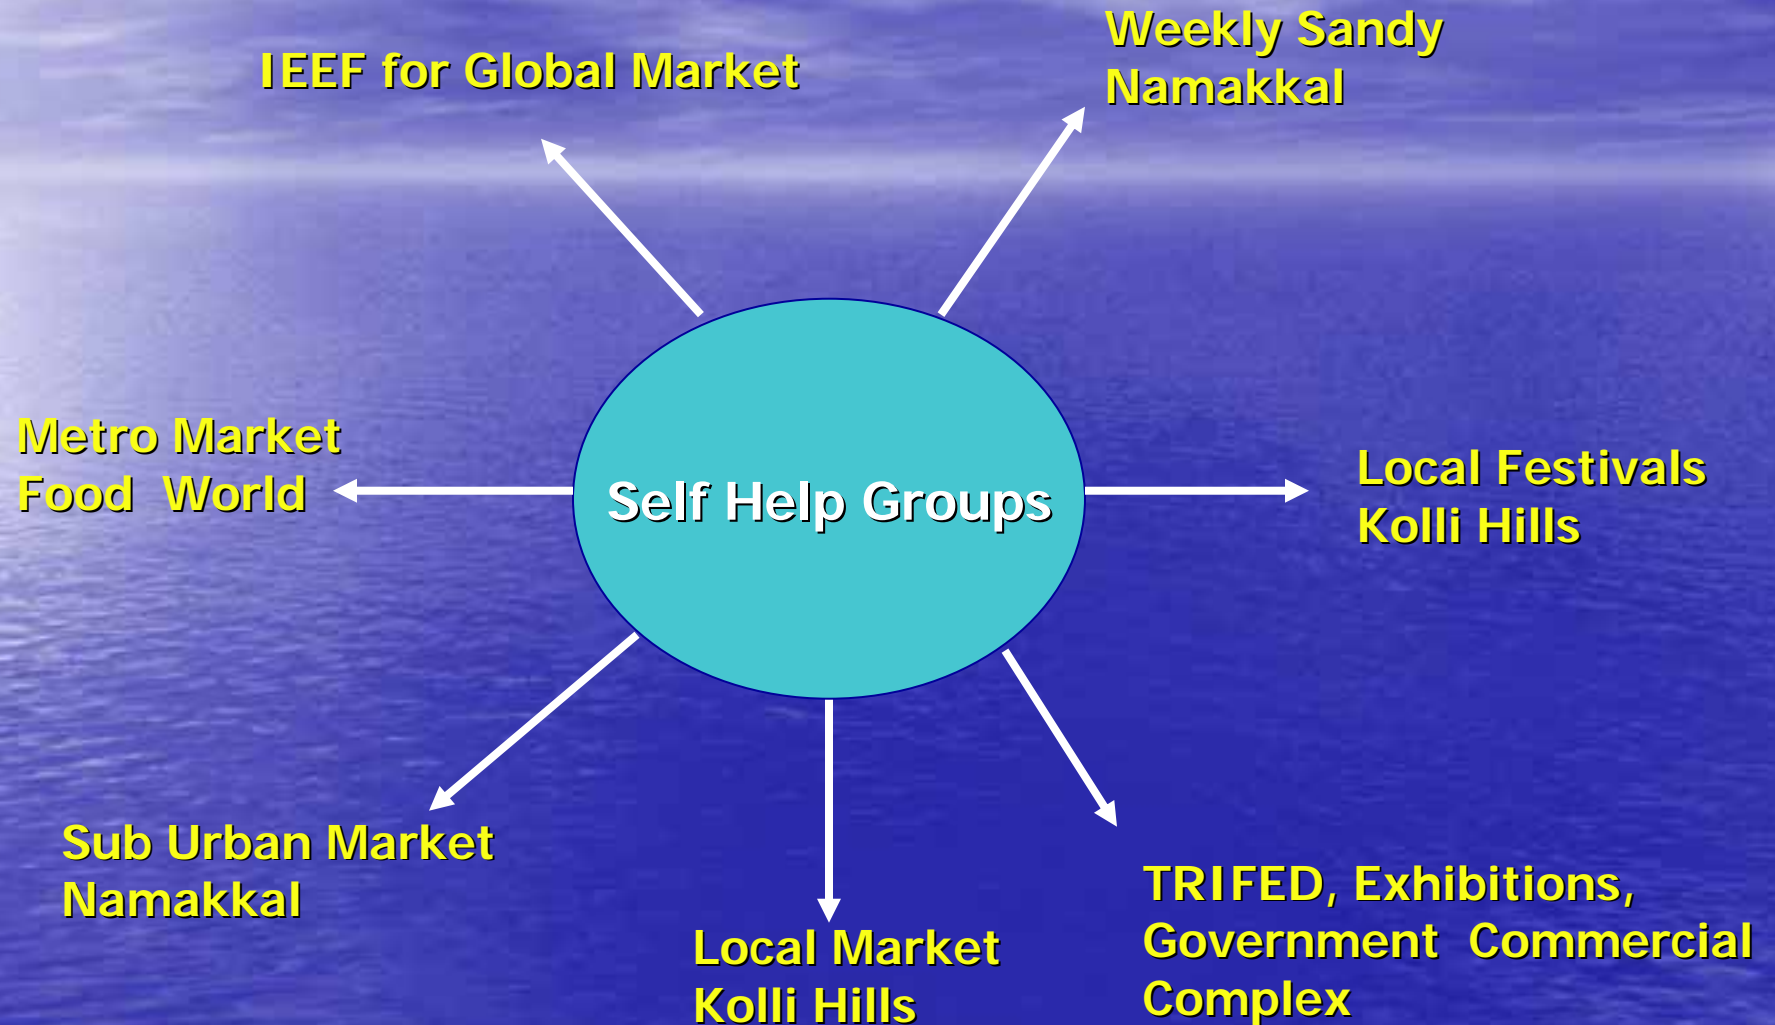 IEEF for Global Market
Weekly Sandy
Namakkal
Metro Market
Food World
Self Help Groups
Local Festivals
Kolli Hills
Sub Urban Market
Namakkal
Local Market
Kolli Hills
TRIFED, Exhibitions,
Government Commercial
Complex